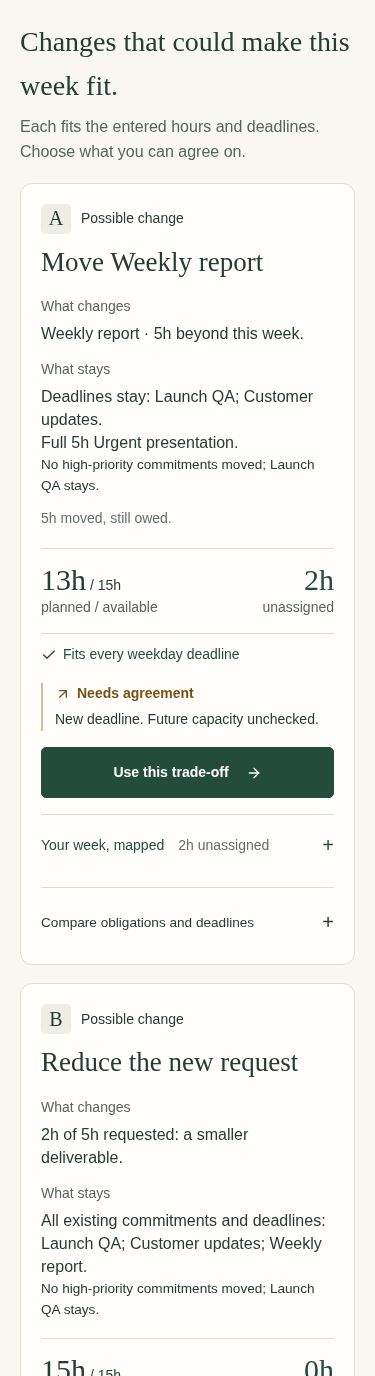 Changes that could make this
week fit.
Each fits the entered hours and deadlines.
Choose what you can agree on.
A Possible change
Move Weekly report
What changes
Weekly report · 5h beyond this week.
What stays
Deadlines stay: Launch QA; Customer
updates.
Full 5h Urgent presentation.
No high-priority commitments moved; Launch
QA stays.
5h moved, still owed.
13h / 15h 2h
planned / available unassigned
Fits every weekday deadline
Needs agreement
New deadline. Future capacity unchecked.
Use this trade-off →
Your week, mapped 2h unassigned +
Compare obligations and deadlines +
B Possible change
Reduce the new request
What changes
2h of 5h requested: a smaller
deliverable.
What stays
All existing commitments and deadlines:
Launch QA; Customer updates; Weekly
report.
No high-priority commitments moved; Launch
QA stays.
15h / 15h 0h